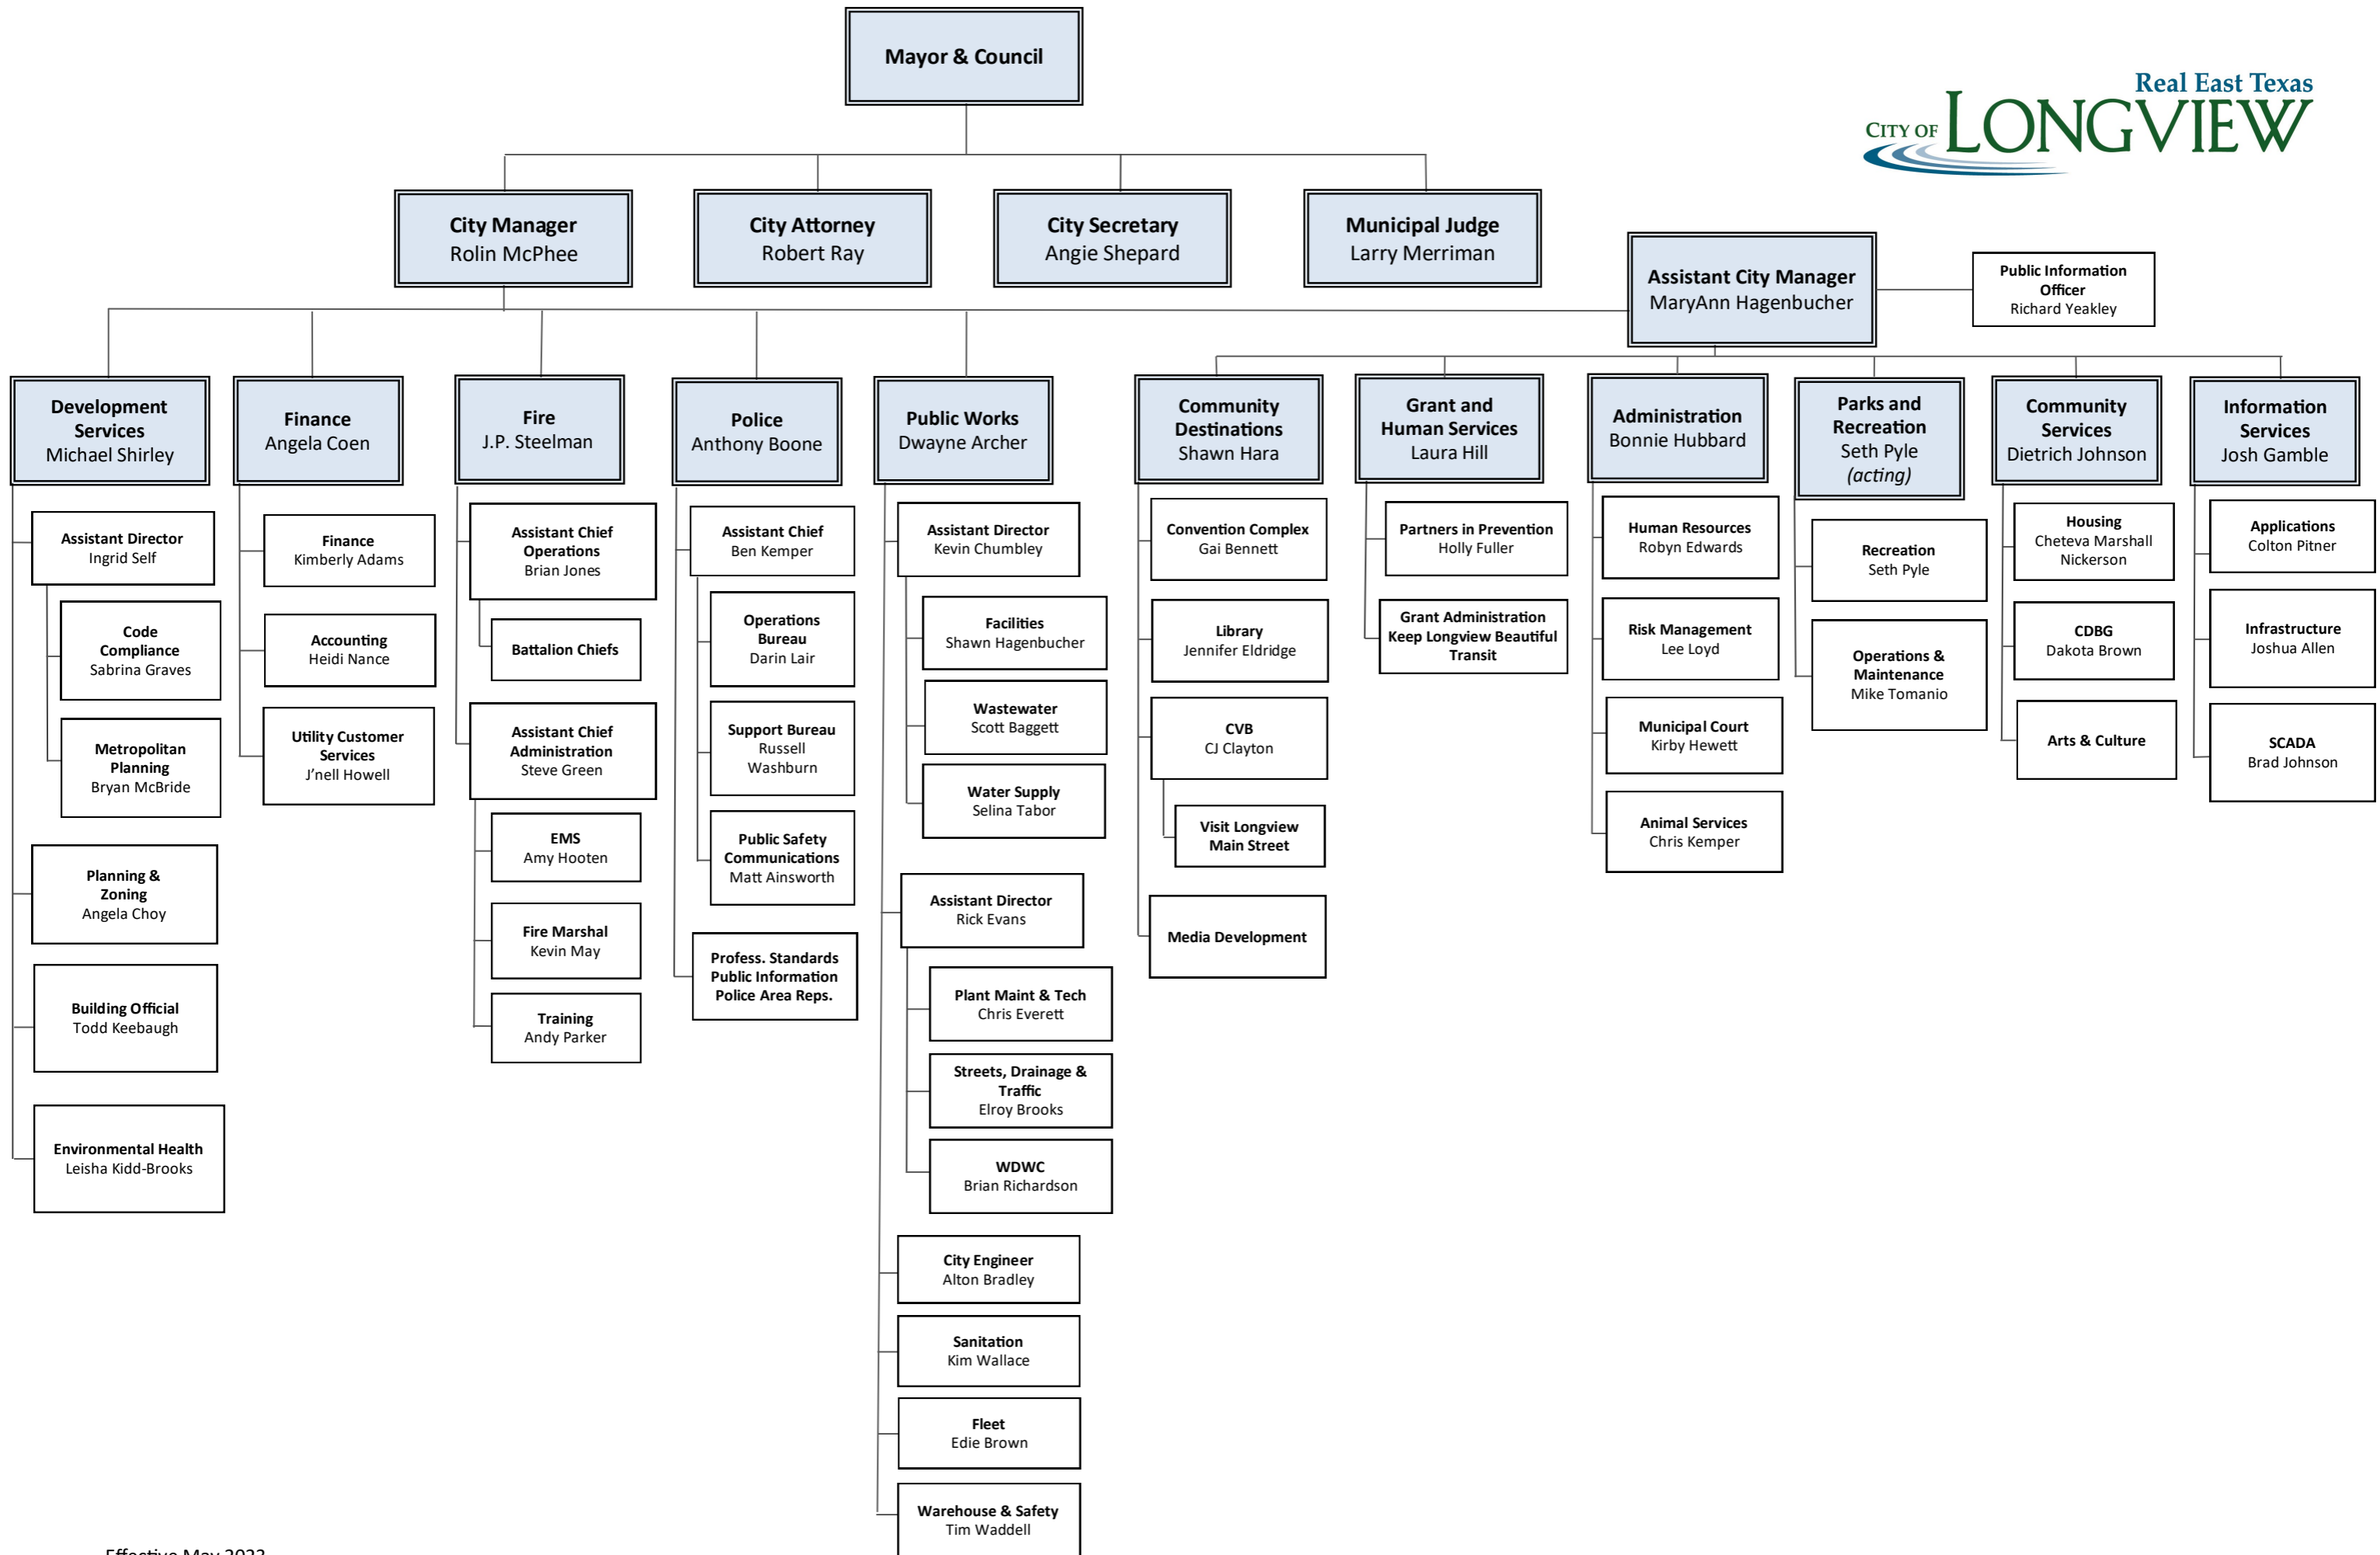 Mayor & Council
Real East Texas
CITY OF LONGVIEW
City Manager
Rolin McPhee
City Attorney
Robert Ray
City Secretary
Angie Shepard
Municipal Judge
Larry Merriman
Assistant City Manager
MaryAnn Hagenbucher
Public Information
Officer
Richard Yeakley
Development
Services
Michael Shirley
Assistant Director
Ingrid Self
Code
Compliance
Sabrina Graves
Metropolitan
Planning
Bryan McBride
Planning &
Zoning
Angela Choy
Building Official
Todd Keebaugh
Environmental Health
Leisha Kidd-Brooks
Finance
Angela Coen
Finance
Kimberly Adams
Accounting
Heidi Nance
Utility Customer
Services
J’nell Howell
Fire
J.P. Steelman
Assistant Chief
Operations
Brian Jones
Battalion Chiefs
Assistant Chief
Administration
Steve Green
EMS
Amy Hooten
Fire Marshal
Kevin May
Training
Andy Parker
Police
Anthony Boone
Assistant Chief
Ben Kemper
Operations
Bureau
Darin Lair
Support Bureau
Russell
Washburn
Public Safety
Communications
Matt Ainsworth
Profess. Standards
Public Information
Police Area Reps.
Public Works
Dwayne Archer
Assistant Director
Kevin Chumbley
Facilities
Shawn Hagenbucher
Wastewater
Scott Baggett
Water Supply
Selina Tabor
Assistant Director
Rick Evans
Plant Maint & Tech
Chris Everett
Streets, Drainage &
Traffic
Elroy Brooks
WDWC
Brian Richardson
City Engineer
Alton Bradley
Sanitation
Kim Wallace
Fleet
Edie Brown
Warehouse & Safety
Tim Waddell
Community
Destinations
Shawn Hara
Convention Complex
Gai Bennett
Library
Jennifer Eldridge
CVB
CJ Clayton
Visit Longview
Main Street
Media Development
Grant and
Human Services
Laura Hill
Partners in Prevention
Holly Fuller
Grant Administration
Keep Longview Beautiful
Transit
Administration
Bonnie Hubbard
Human Resources
Robyn Edwards
Risk Management
Lee Loyd
Municipal Court
Kirby Hewett
Animal Services
Chris Kemper
Parks and
Recreation
Seth Pyle
(acting)
Recreation
Seth Pyle
Operations &
Maintenance
Mike Tomanio
Community
Services
Dietrich Johnson
Housing
Cheteva Marshall
Nickerson
CDBG
Dakota Brown
Arts & Culture
Information
Services
Josh Gamble
Applications
Colton Pitner
Infrastructure
Joshua Allen
SCADA
Brad Johnson
Effective May